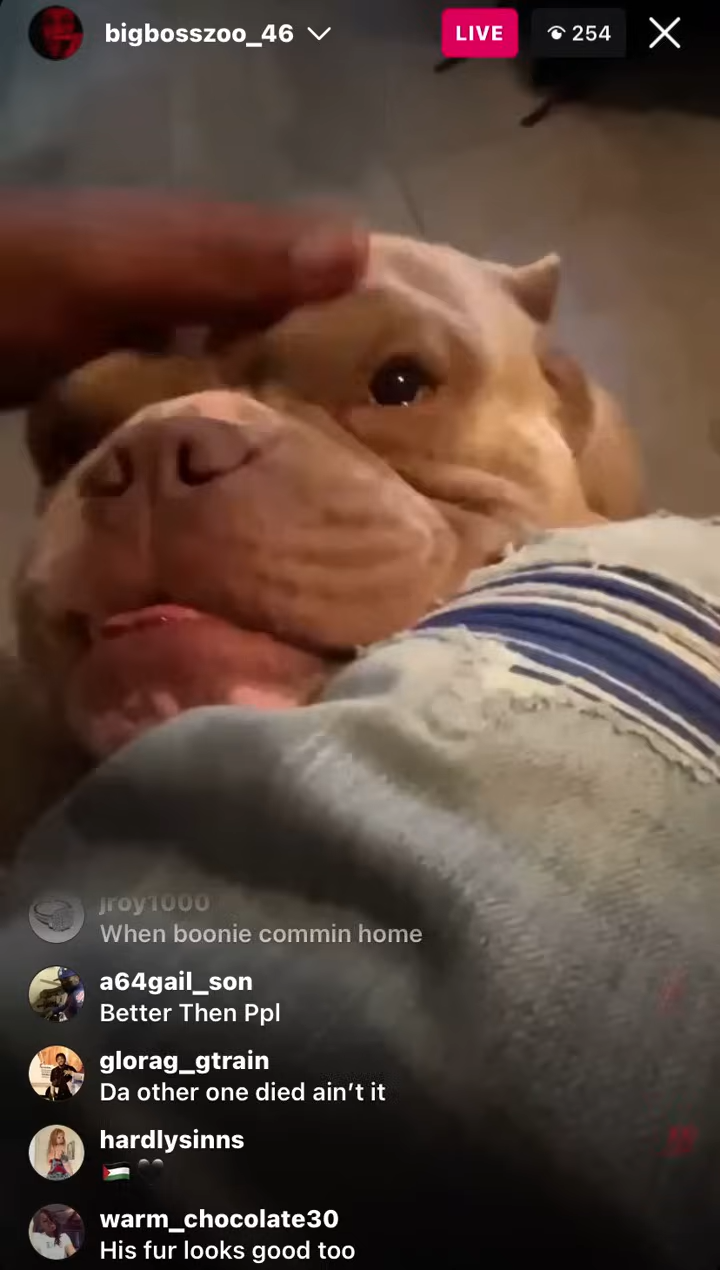 bigbosszoo_46
LIVE
254
jroy1000
When boonie commin home
a64gail_son
Better Then Ppl
glorag_gtrain
Da other one died ain’t it
hardlysinns
🇵🇸🖤
warm_chocolate30
His fur looks good too